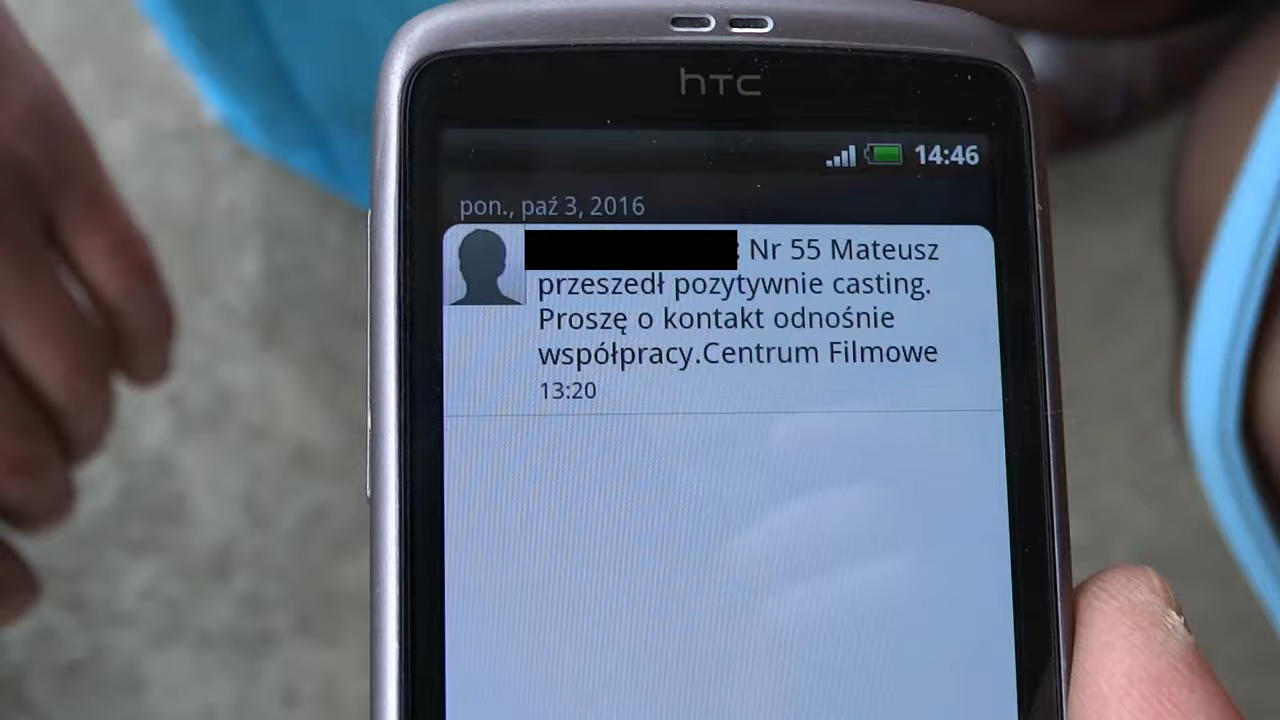 hTC
14:46
pon., paź 3, 2016
: Nr 55 Mateusz
przeszedł pozytywnie casting.
Proszę o kontakt odnośnie
współpracy.Centrum Filmowe
13:20